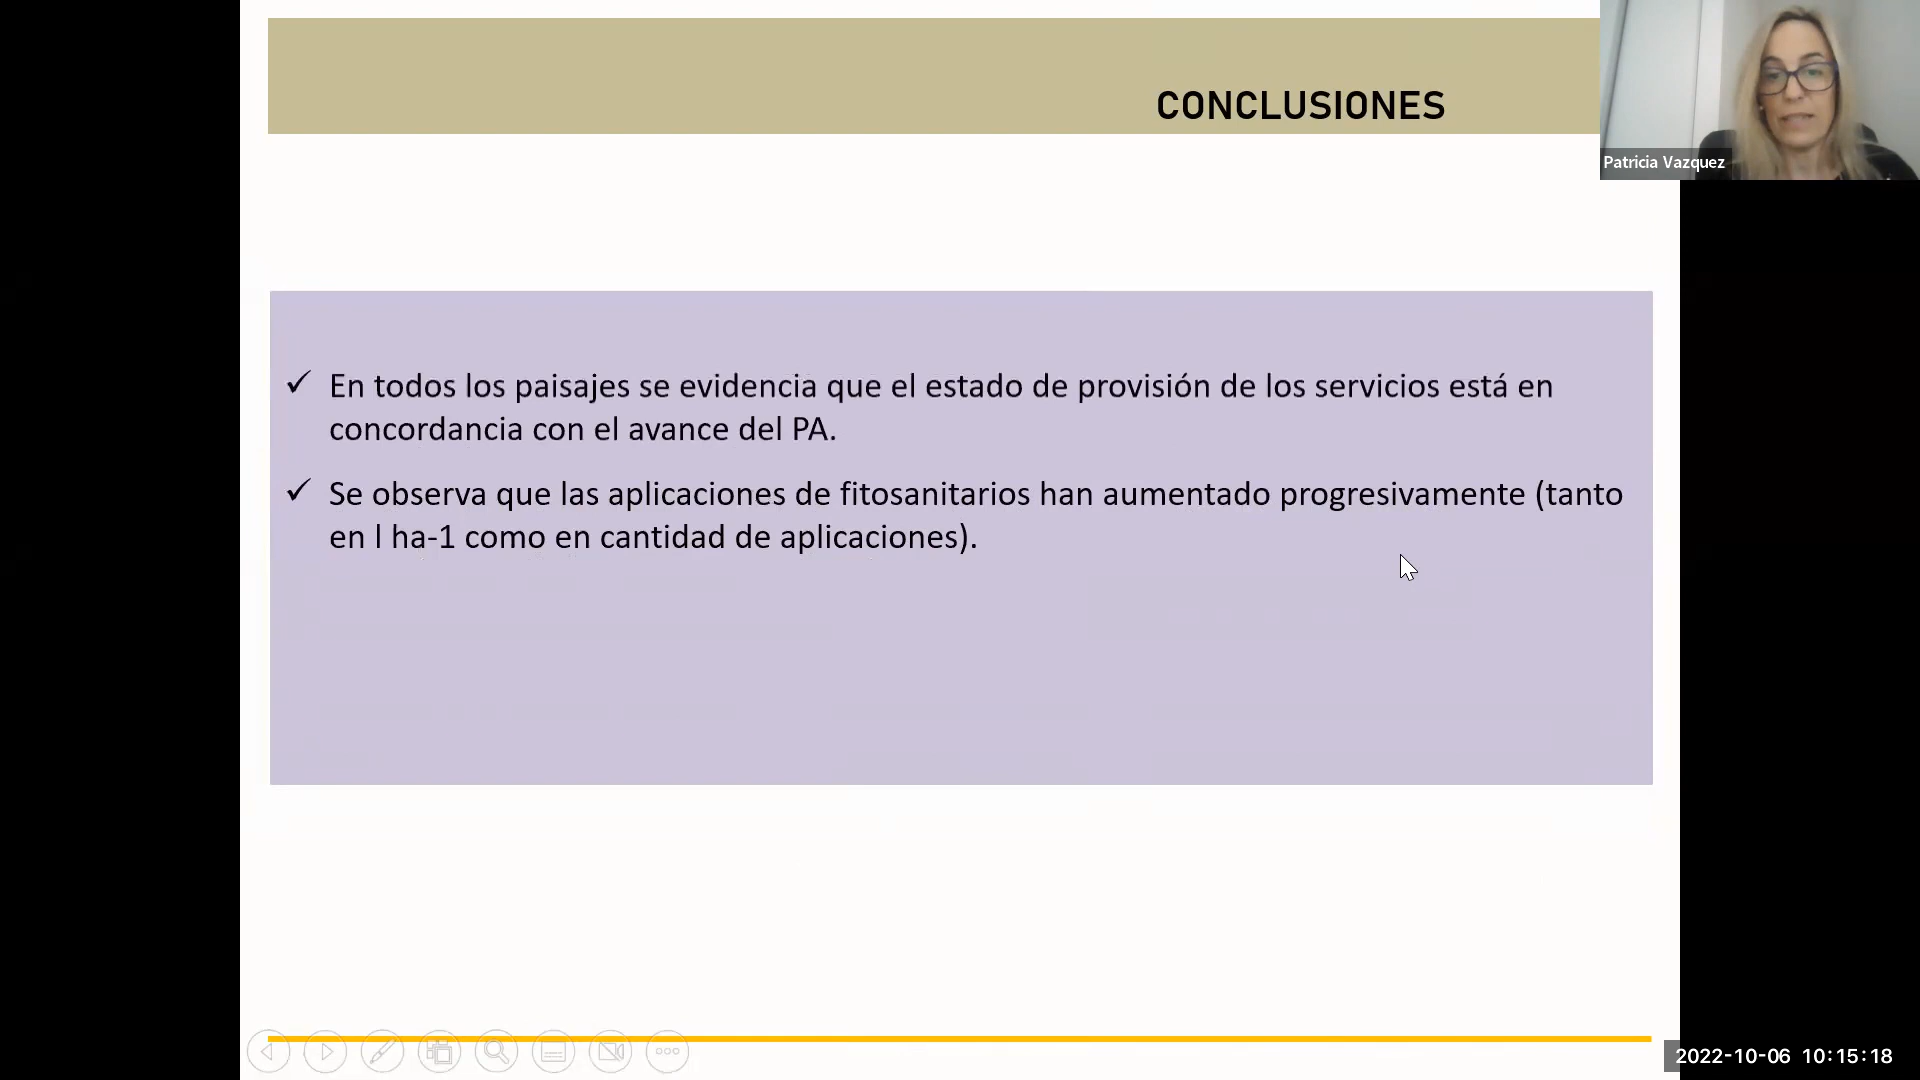 CONCLUSIONES
Patricia Vazquez
✓ En todos los paisajes se evidencia que el estado de provisión de los servicios está en
concordancia con el avance del PA.
✓ Se observa que las aplicaciones de fitosanitarios han aumentado progresivamente (tanto
en l ha-1 como en cantidad de aplicaciones).
2022-10-06 10:15:18